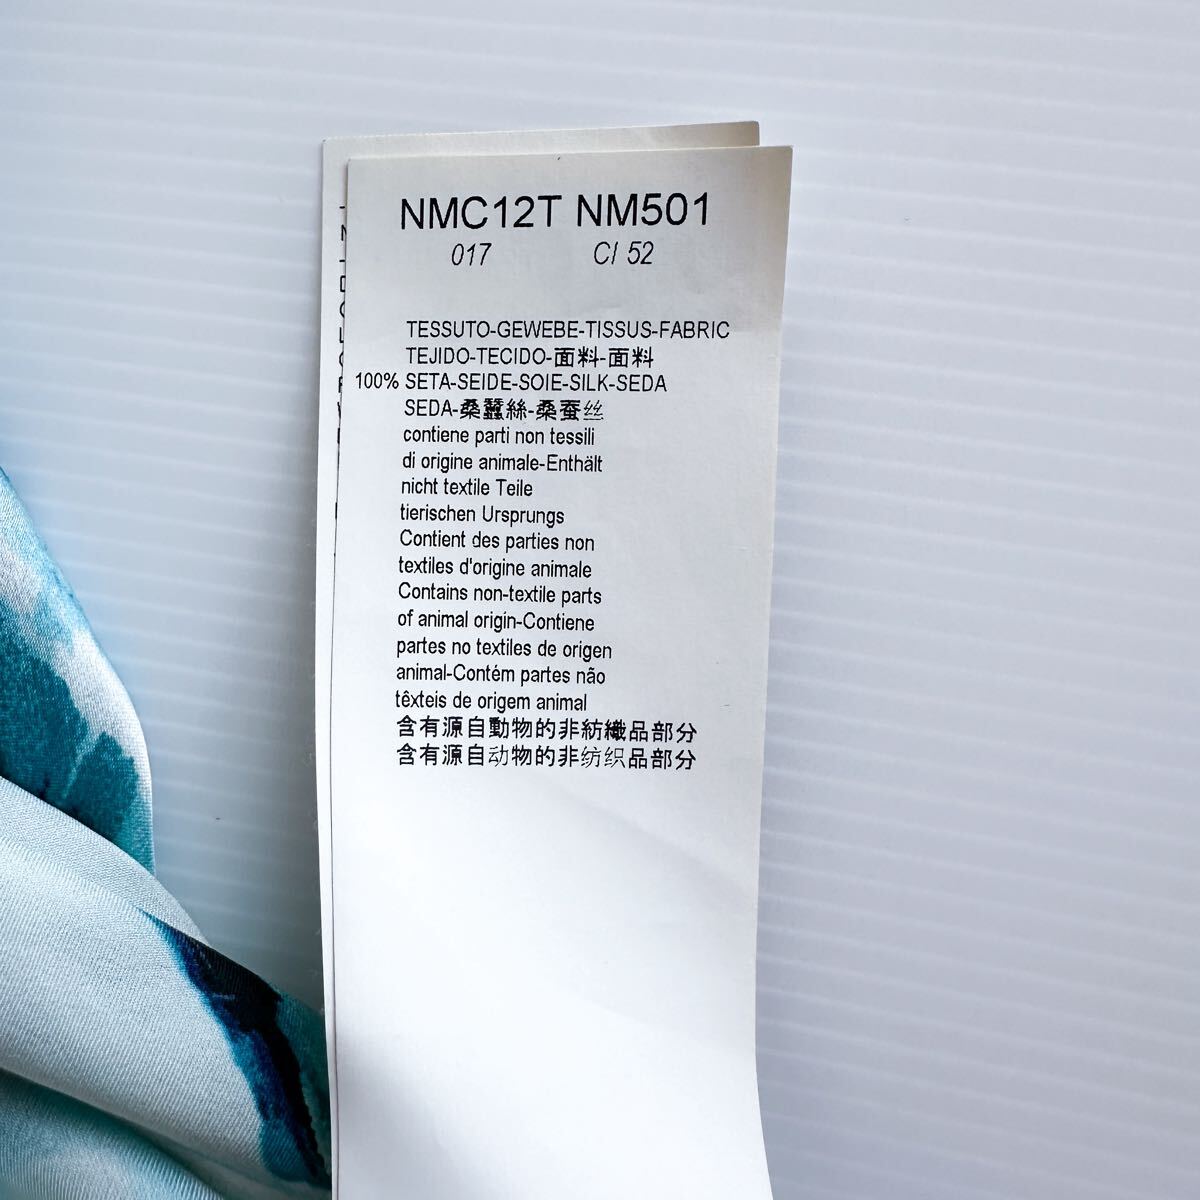 NMC12T NM501
017 C/ 52
TESSUTO-GEWEBE-TISSUS-FABRIC
TEJIDO-TECIDO-面料-面料
100% SETA-SEIDE-SOIE-SILK-SEDA
SEDA-桑蠶絲-桑蚕丝
contiene parti non tessili
di origine animale-Enthält
nicht textile Teile
tierischen Ursprungs
Contient des parties non
textiles d'origine animale
Contains non-textile parts
of animal origin-Contiene
partes no textiles de origen
animal-Contém partes não
têxteis de origem animal
含有源自動物的非紡織品部分
含有源自动物的非纺织品部分